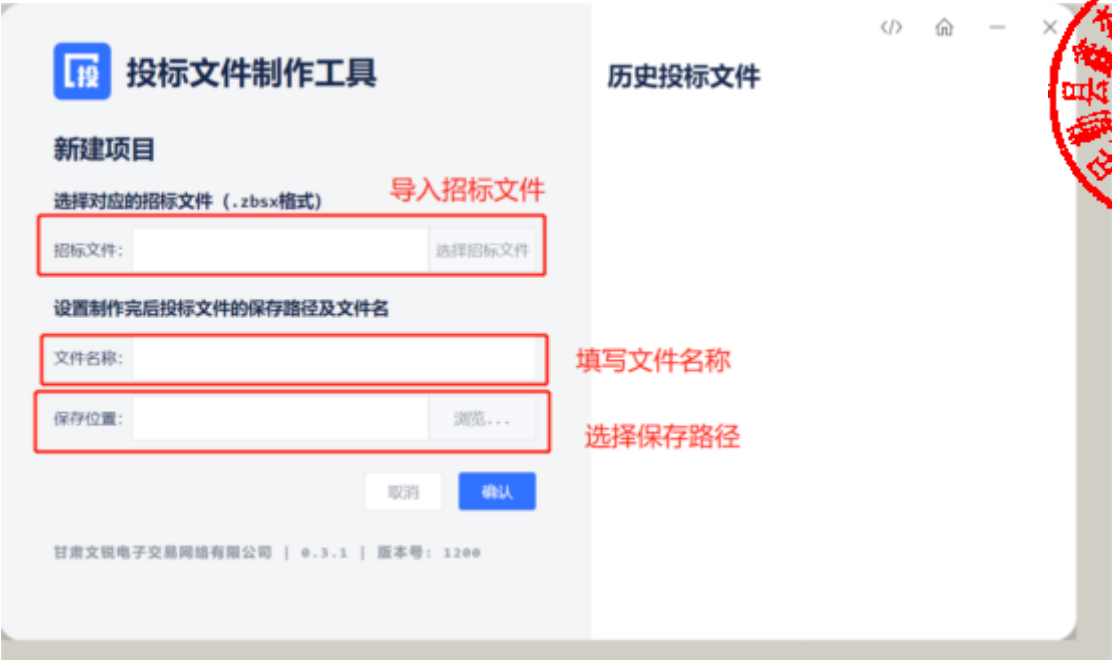 投
投标文件制作工具
新建项目
选择对应的招标文件（.zbsx格式）
导入招标文件
招标文件：
选择招标文件
设置制作完后投标文件的保存路径及文件名
文件名称：
填写文件名称
保存位置：
浏览...
选择保存路径
取消
确认
甘肃文锐电子交易网络有限公司 | 0.3.1 | 版本号: 1200
</>
历史投标文件
县